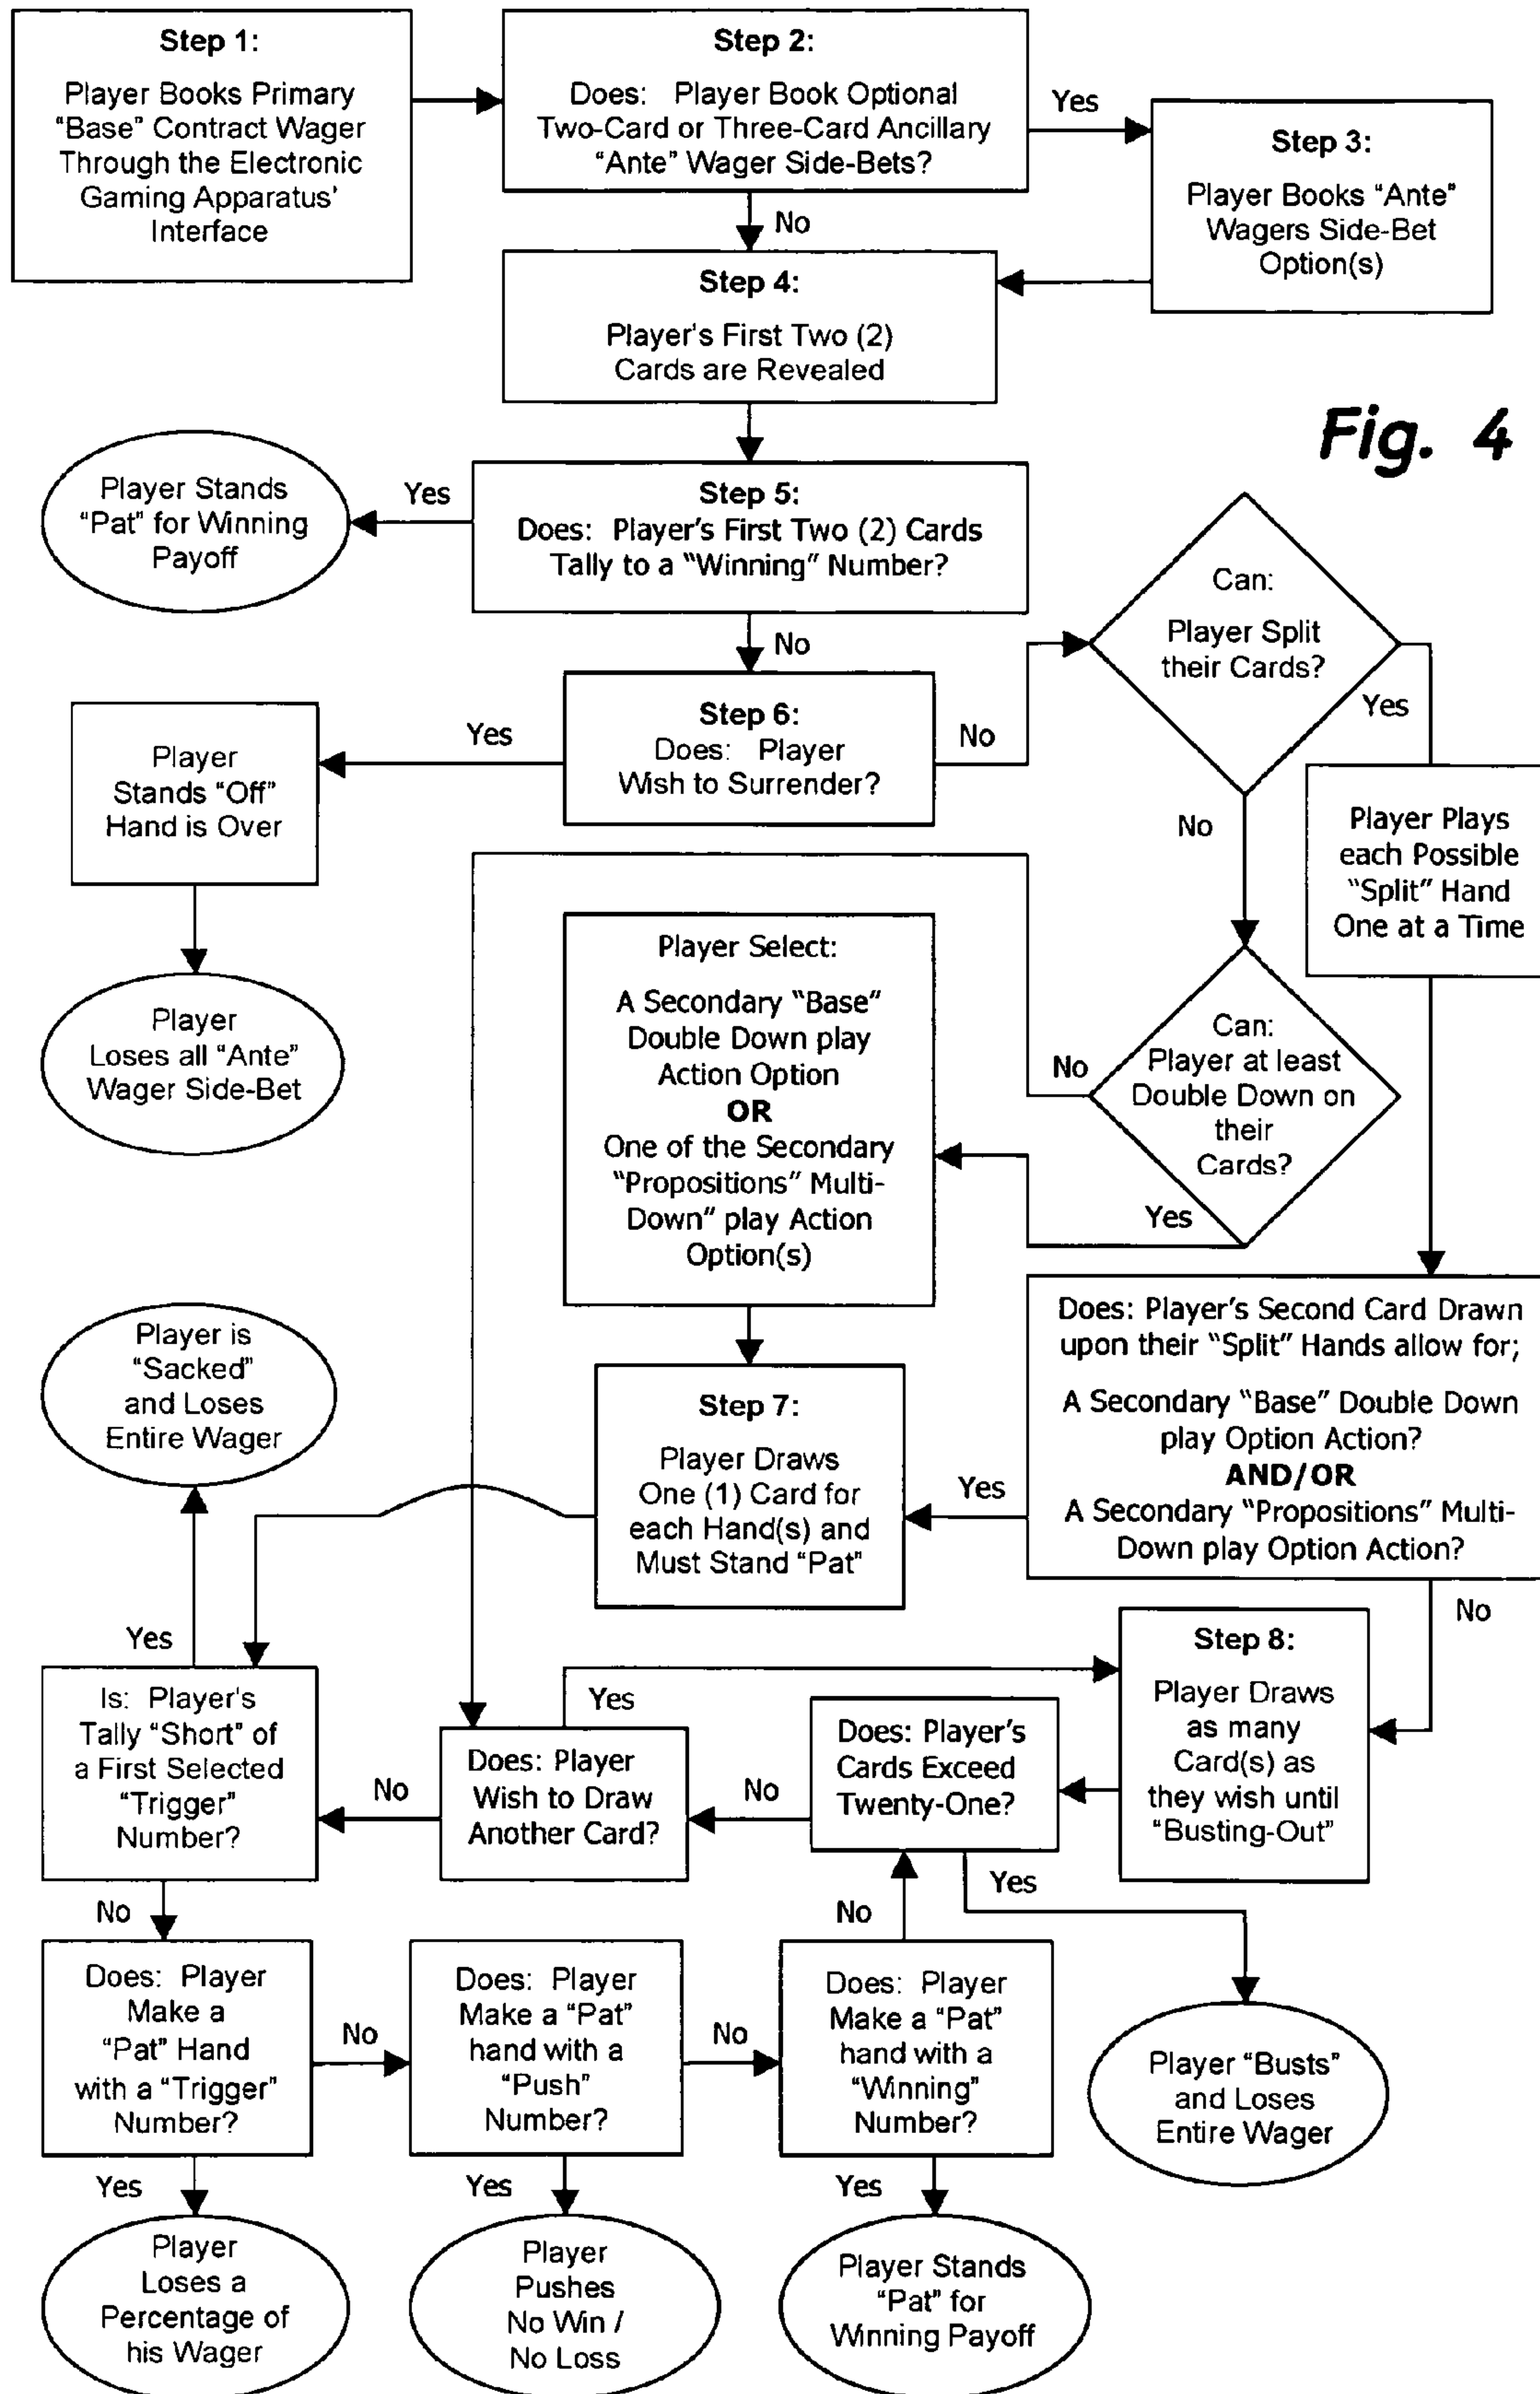 Step 1:
Player Books Primary
"Base" Contract Wager
Through the Electronic
Gaming Apparatus'
Interface
Step 2:
Does: Player Book Optional
Two-Card or Three-Card Ancillary
"Ante" Wager Side-Bets?
Yes
Step 3:
Player Books "Ante"
Wagers Side-Bet
Option(s)
No
Step 4:
Player's First Two (2)
Cards are Revealed
Fig. 4
Player Stands
"Pat" for Winning
Payoff
Yes
Step 5:
Does: Player's First Two (2) Cards
Tally to a "Winning" Number?
No
Can:
Player Split
their Cards?
Yes
Step 6:
Does: Player
Wish to Surrender?
Yes
No
Player
Stands "Off"
Hand is Over
No
Player Plays
each Possible
"Split" Hand
One at a Time
Player
Loses all "Ante"
Wager Side-Bet
Player Select:
A Secondary "Base"
Double Down play
Action Option
OR
One of the Secondary
"Propositions" Multi-
Down" play Action
Option(s)
No
Can:
Player at least
Double Down on
their
Cards?
Yes
Does: Player's Second Card Drawn
upon their "Split" Hands allow for;
A Secondary "Base" Double Down
play Option Action?
AND/OR
A Secondary "Propositions" Multi-
Down play Option Action?
Player is
"Sacked"
and Loses
Entire Wager
Step 7:
Player Draws
One (1) Card for
each Hand(s) and
Must Stand "Pat"
Yes
No
Yes
Step 8:
Player Draws
as many
Card(s) as
they wish until
"Busting-Out"
Is: Player's
Tally "Short" of
a First Selected
"Trigger"
Number?
No
Yes
Does: Player
Wish to Draw
Another Card?
No
Does: Player's
Cards Exceed
Twenty-One?
Yes
No
No
Does: Player
Make a
"Pat" Hand
with a "Trigger"
Number?
No
Does: Player
Make a "Pat"
hand with a
"Push"
Number?
No
Does: Player
Make a "Pat"
hand with a
"Winning"
Number?
Player "Busts"
and Loses
Entire Wager
Yes
Yes
Yes
Player
Loses a
Percentage of
his Wager
Player
Pushes
No Win /
No Loss
Player Stands
"Pat" for
Winning Payoff